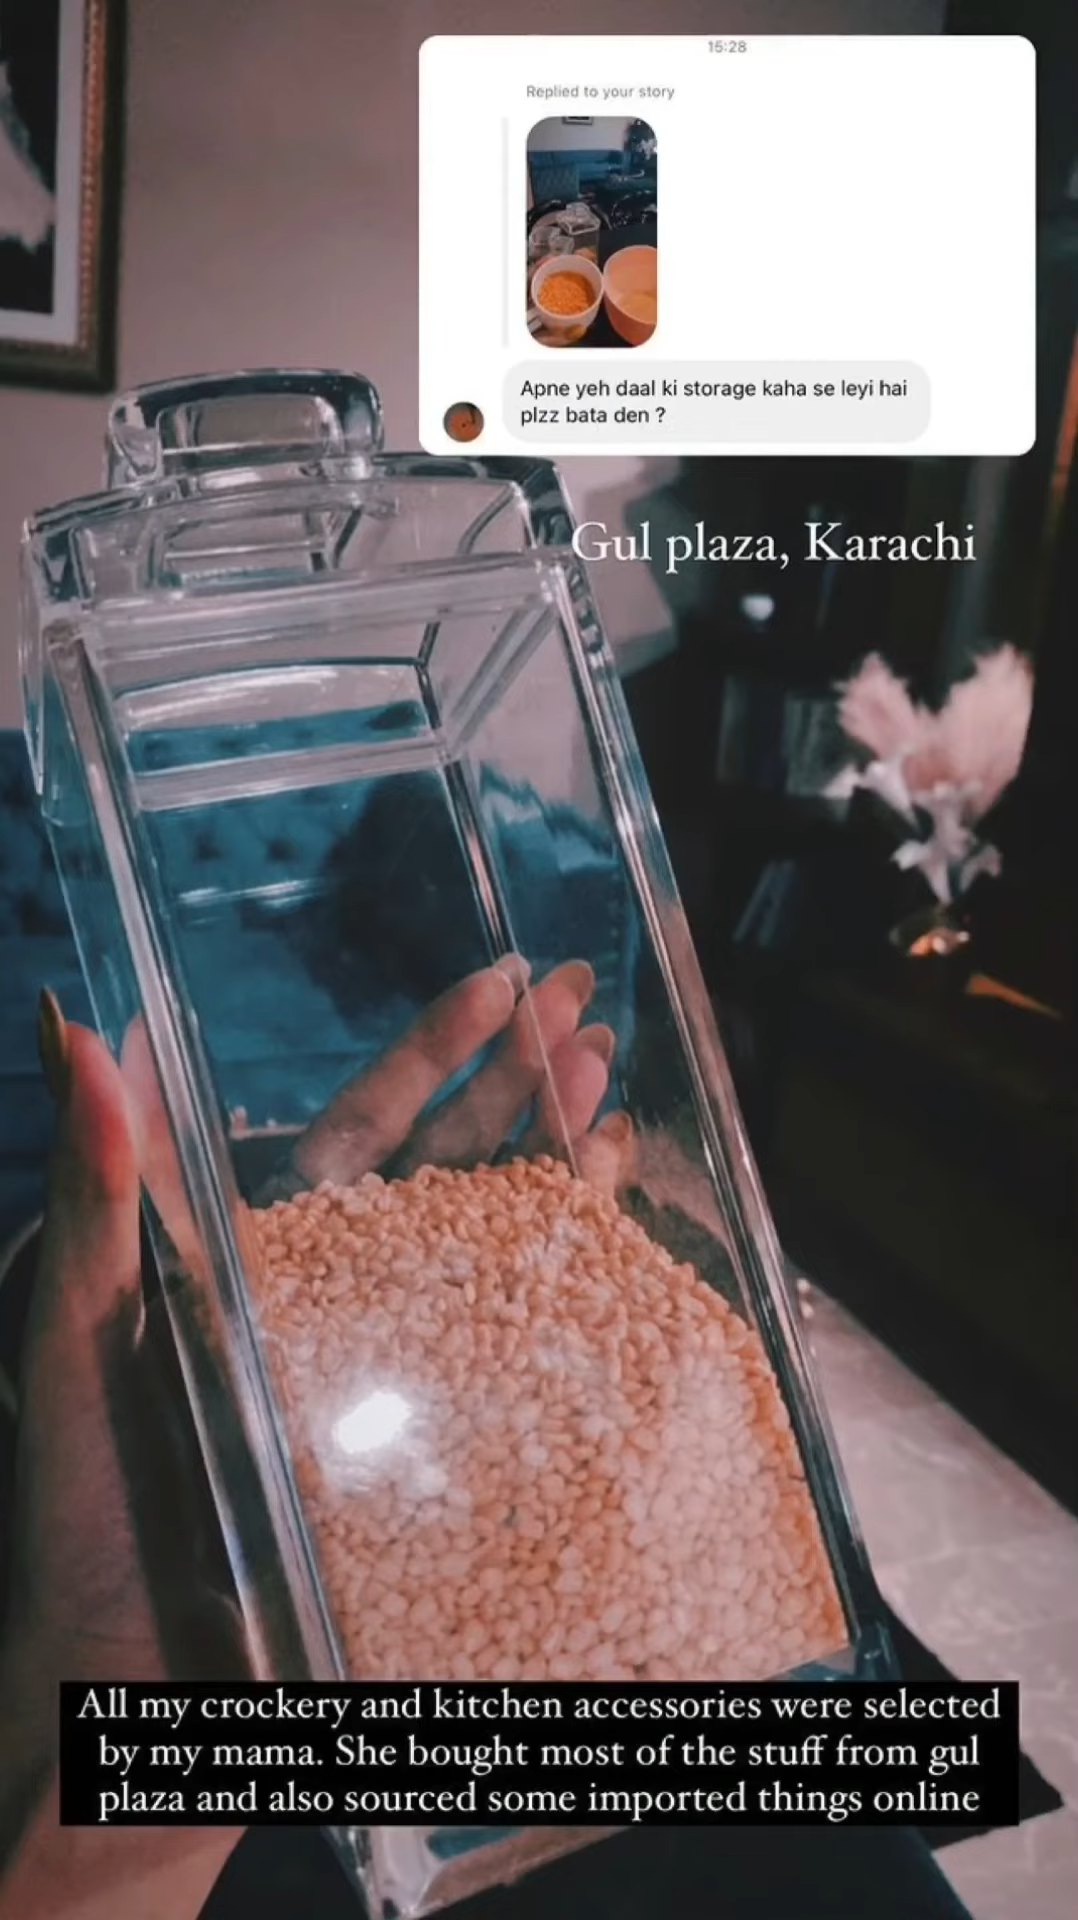 15:28
Replied to your story
Apne yeh daal ki storage kaha se leyi hai
plzz bata den ?
Gul plaza, Karachi
All my crockery and kitchen accessories were selected
by my mama. She bought most of the stuff from gul
plaza and also sourced some imported things online